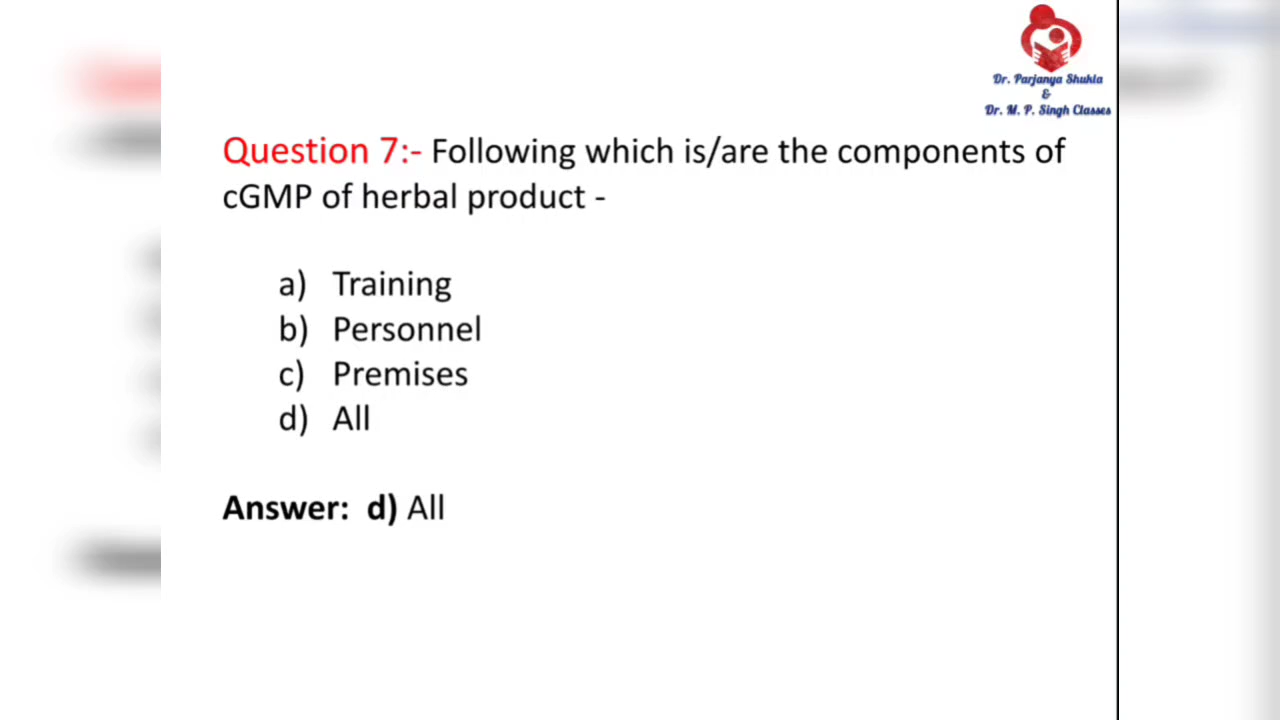 Dr. Parjanya Shukla
&
Dr. M. P. Singh Classes
Question 7:- Following which is/are the components of
cGMP of herbal product -
a) Training
b) Personnel
c) Premises
d) All
Answer: d) All